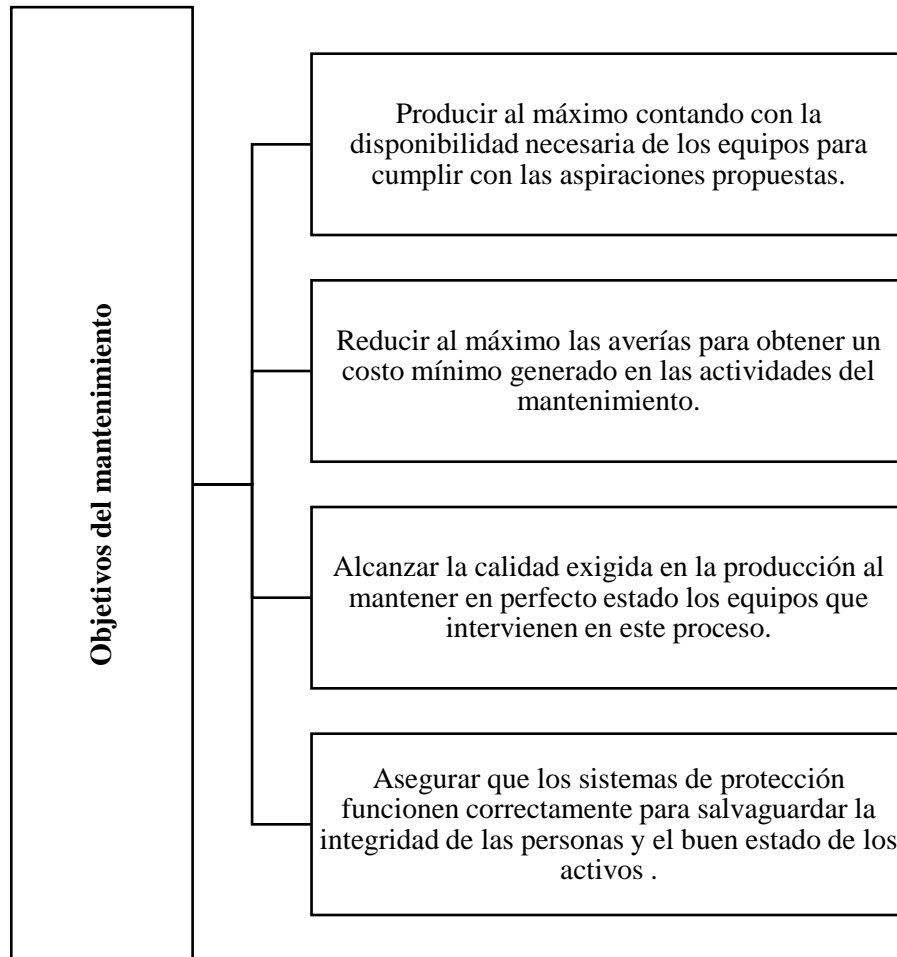 Objetivos del mantenimiento
Producir al máximo contando con la
disponibilidad necesaria de los equipos para
cumplir con las aspiraciones propuestas.
Reducir al máximo las averías para obtener un
costo mínimo generado en las actividades del
mantenimiento.
Alcanzar la calidad exigida en la producción al
mantener en perfecto estado los equipos que
intervienen en este proceso.
Asegurar que los sistemas de protección
funcionen correctamente para salvaguardar la
integridad de las personas y el buen estado de los
activos .